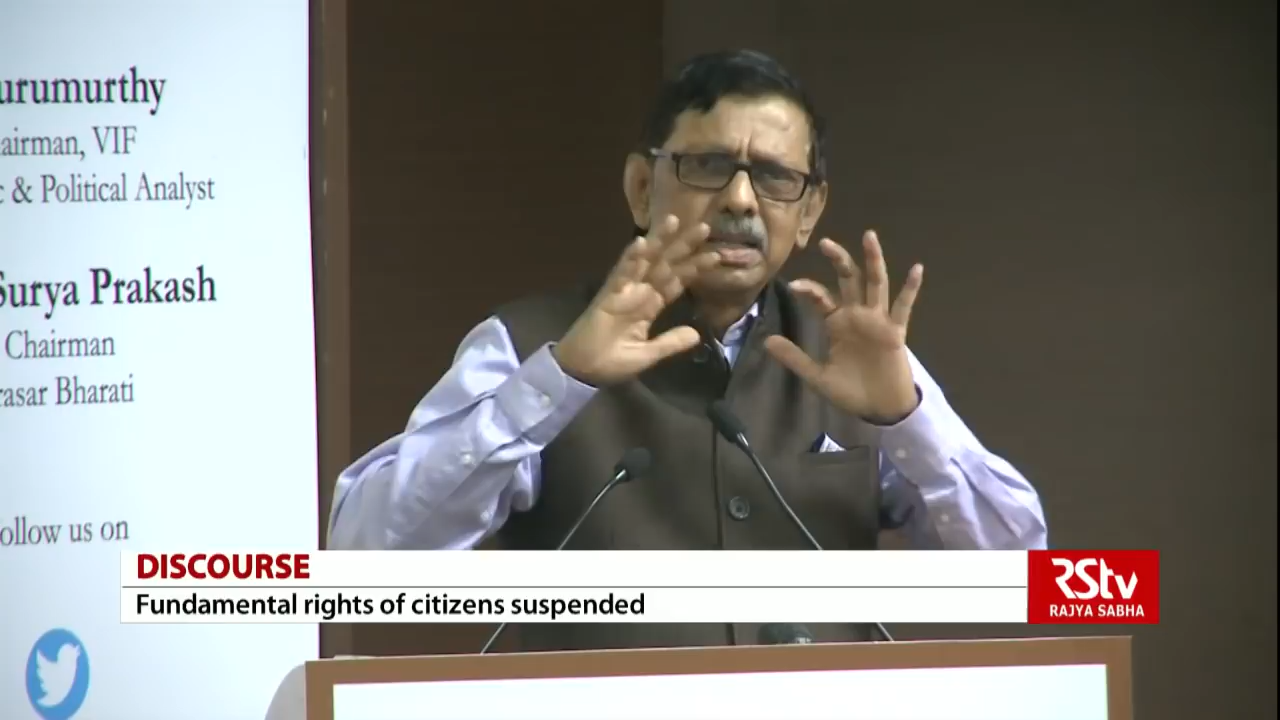 urumurthy
airman, VIF
c & Political Analyst
Surya Prakash
Chairman
rasar Bharati
ollow us on
DISCOURSE
Fundamental rights of citizens suspended
RStv
RAJYA SABHA